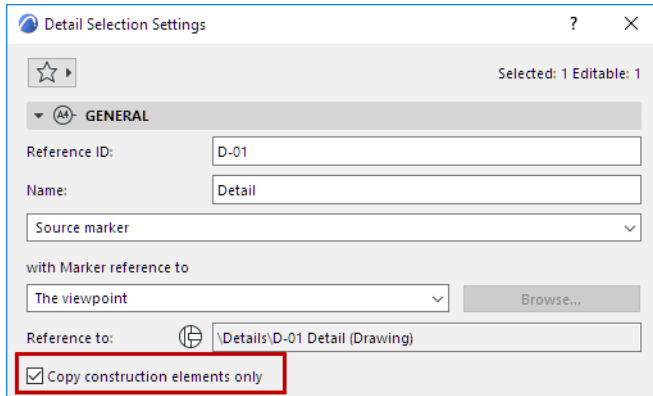 Detail Selection Settings ?
Selected: 1 Editable: 1
GENERAL
Reference ID: D-01
Name: Detail
Source marker
with Marker reference to
The viewpoint Browse...
Reference to: \Details\D-01 Detail (Drawing)
Copy construction elements only